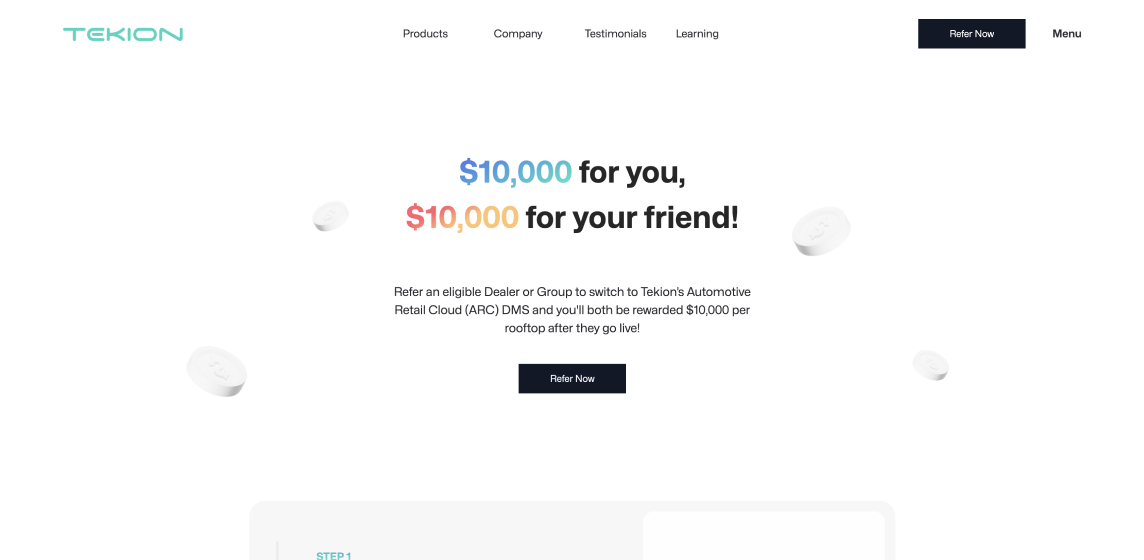 TEKION
Products
Company
Testimonials
Learning
Refer Now
Menu
$10,000 for you,
$10,000 for your friend!
Refer an eligible Dealer or Group to switch to Tekion's Automotive
Retail Cloud (ARC) DMS and you'll both be rewarded $10,000 per
rooftop after they go live!
Refer Now
STEP 1